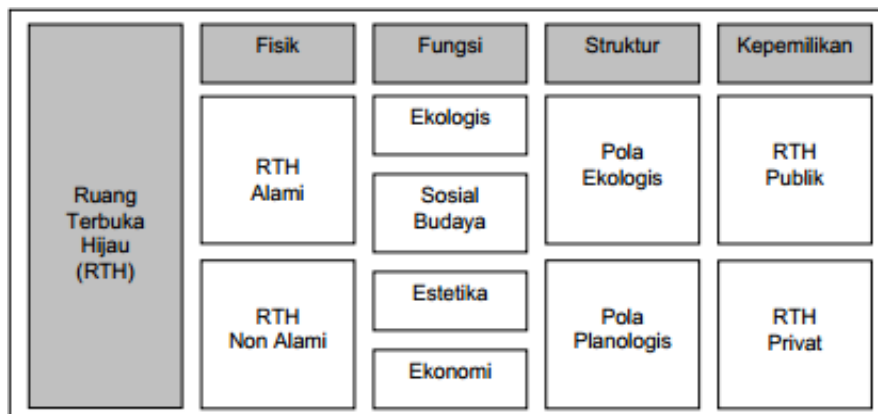 Ruang
Terbuka
Hijau
(RTH)
Fisik
RTH
Alami
RTH
Non Alami
Fungsi
Ekologis
Sosial
Budaya
Estetika
Ekonomi
Struktur
Pola
Ekologis
Pola
Planologis
Kepemilikan
RTH
Publik
RTH
Privat